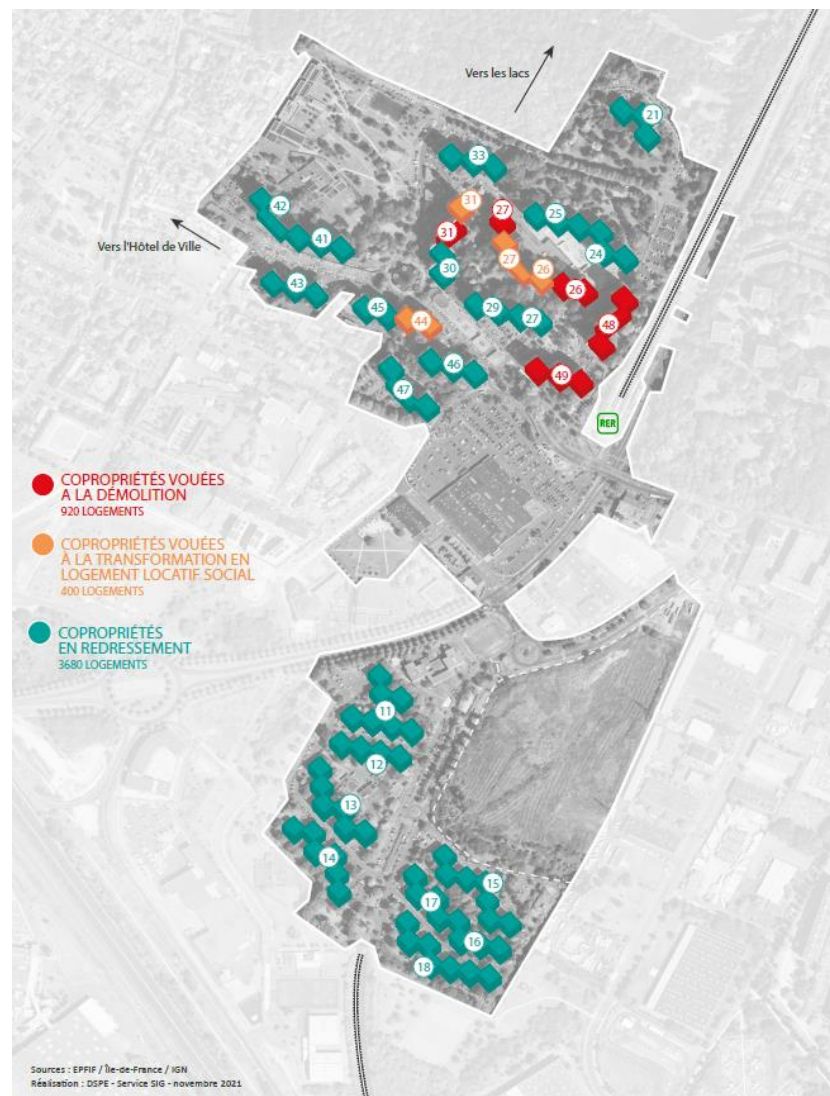 Vers les lacs
21
33
31
27
25
42
31
41
Vers l'Hôtel de Ville
24
27
30
26
43
26
45
29
27
44
48
46
49
47
RER
COPROPRIÉTÉS VOUÉES
A LA DÉMOLITION
920 LOGEMENTS
COPROPRIÉTÉS VOUÉES
À LA TRANSFORMATION EN
LOGEMENT LOCATIF SOCIAL
400 LOGEMENTS
COPROPRIÉTÉS
EN REDRESSEMENT
3680 LOGEMENTS
11
12
13
14
15
17
16
18
Sources : EPFIF / Île-de-France / IGN
Réalisation : DSPE - Service SIG - novembre 2021